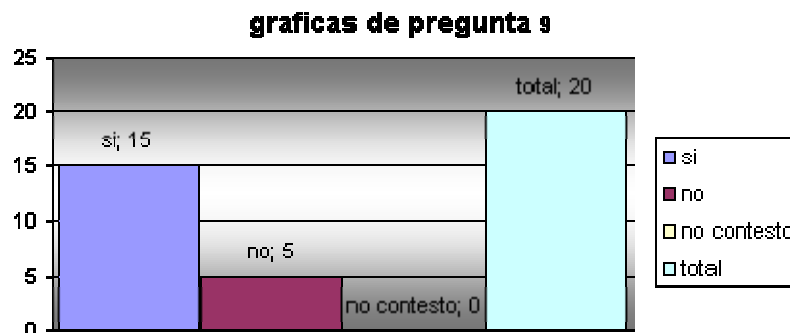 graficas de pregunta 9
25
total; 20
20
si; 15
15
10
no; 5
5
no contesto; 0
0
si
no
no contesto
total